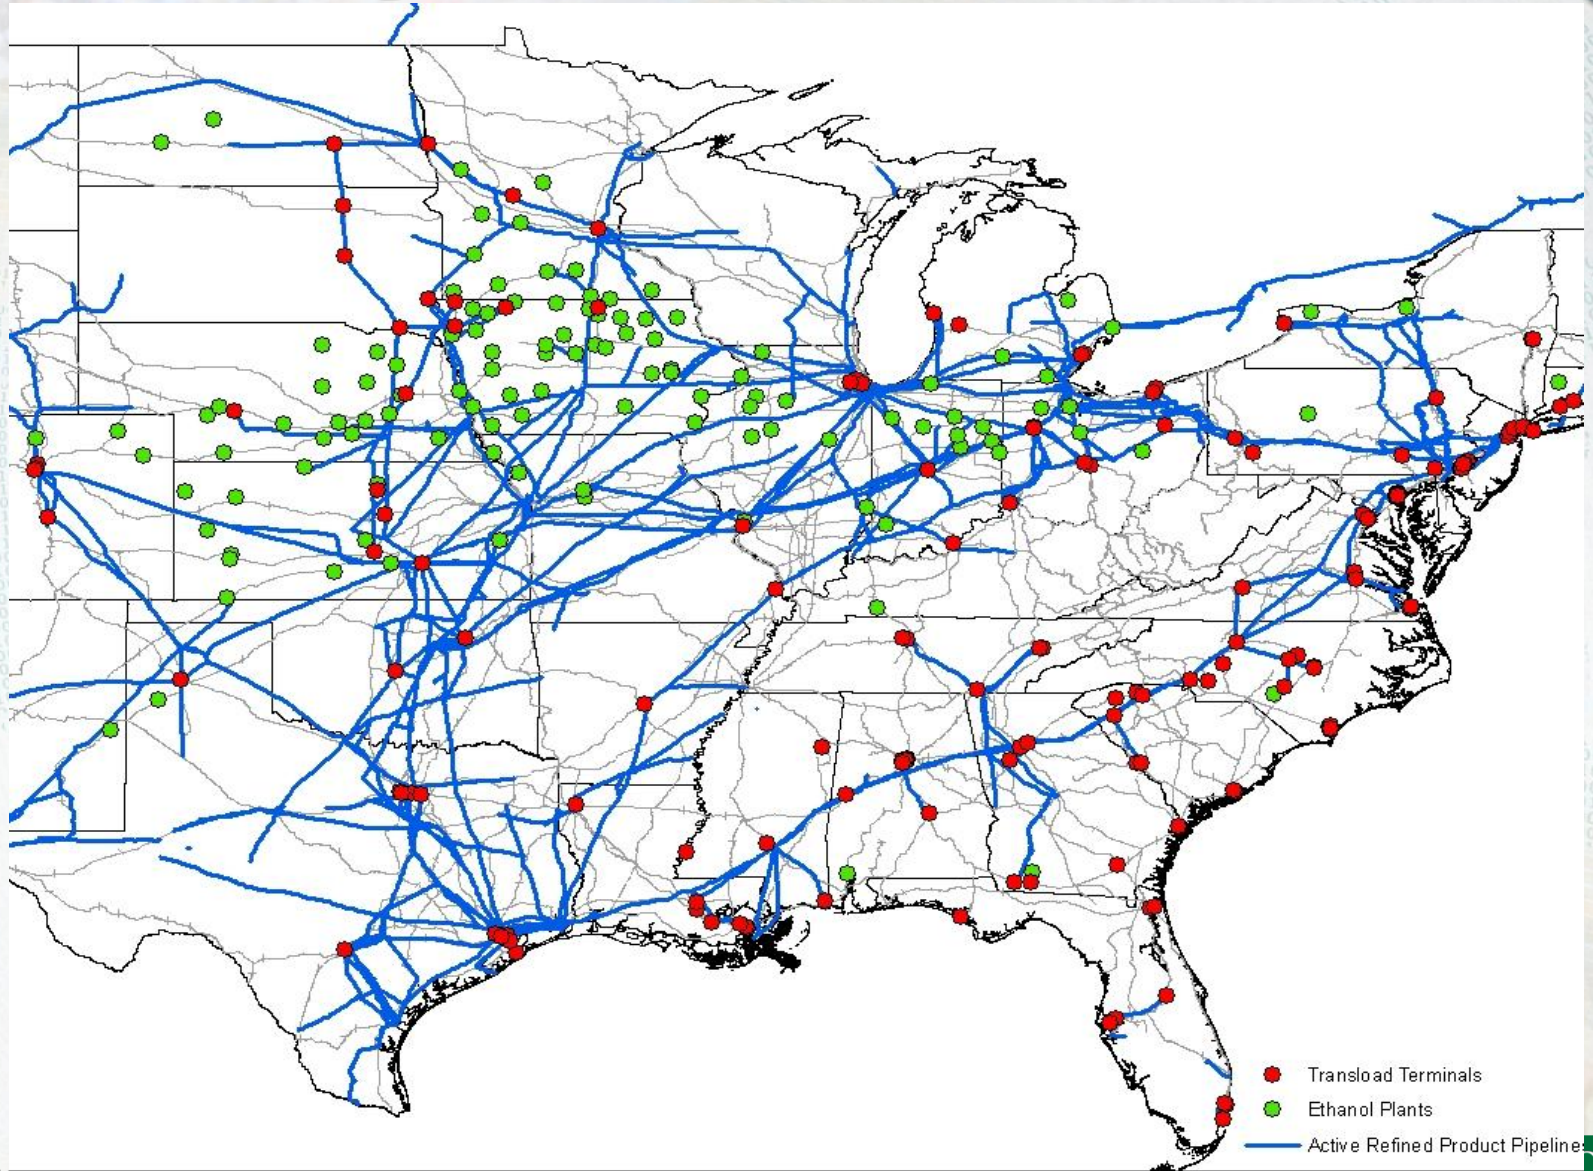 Transload Terminals
Ethanol Plants
Active Refined Product Pipelines